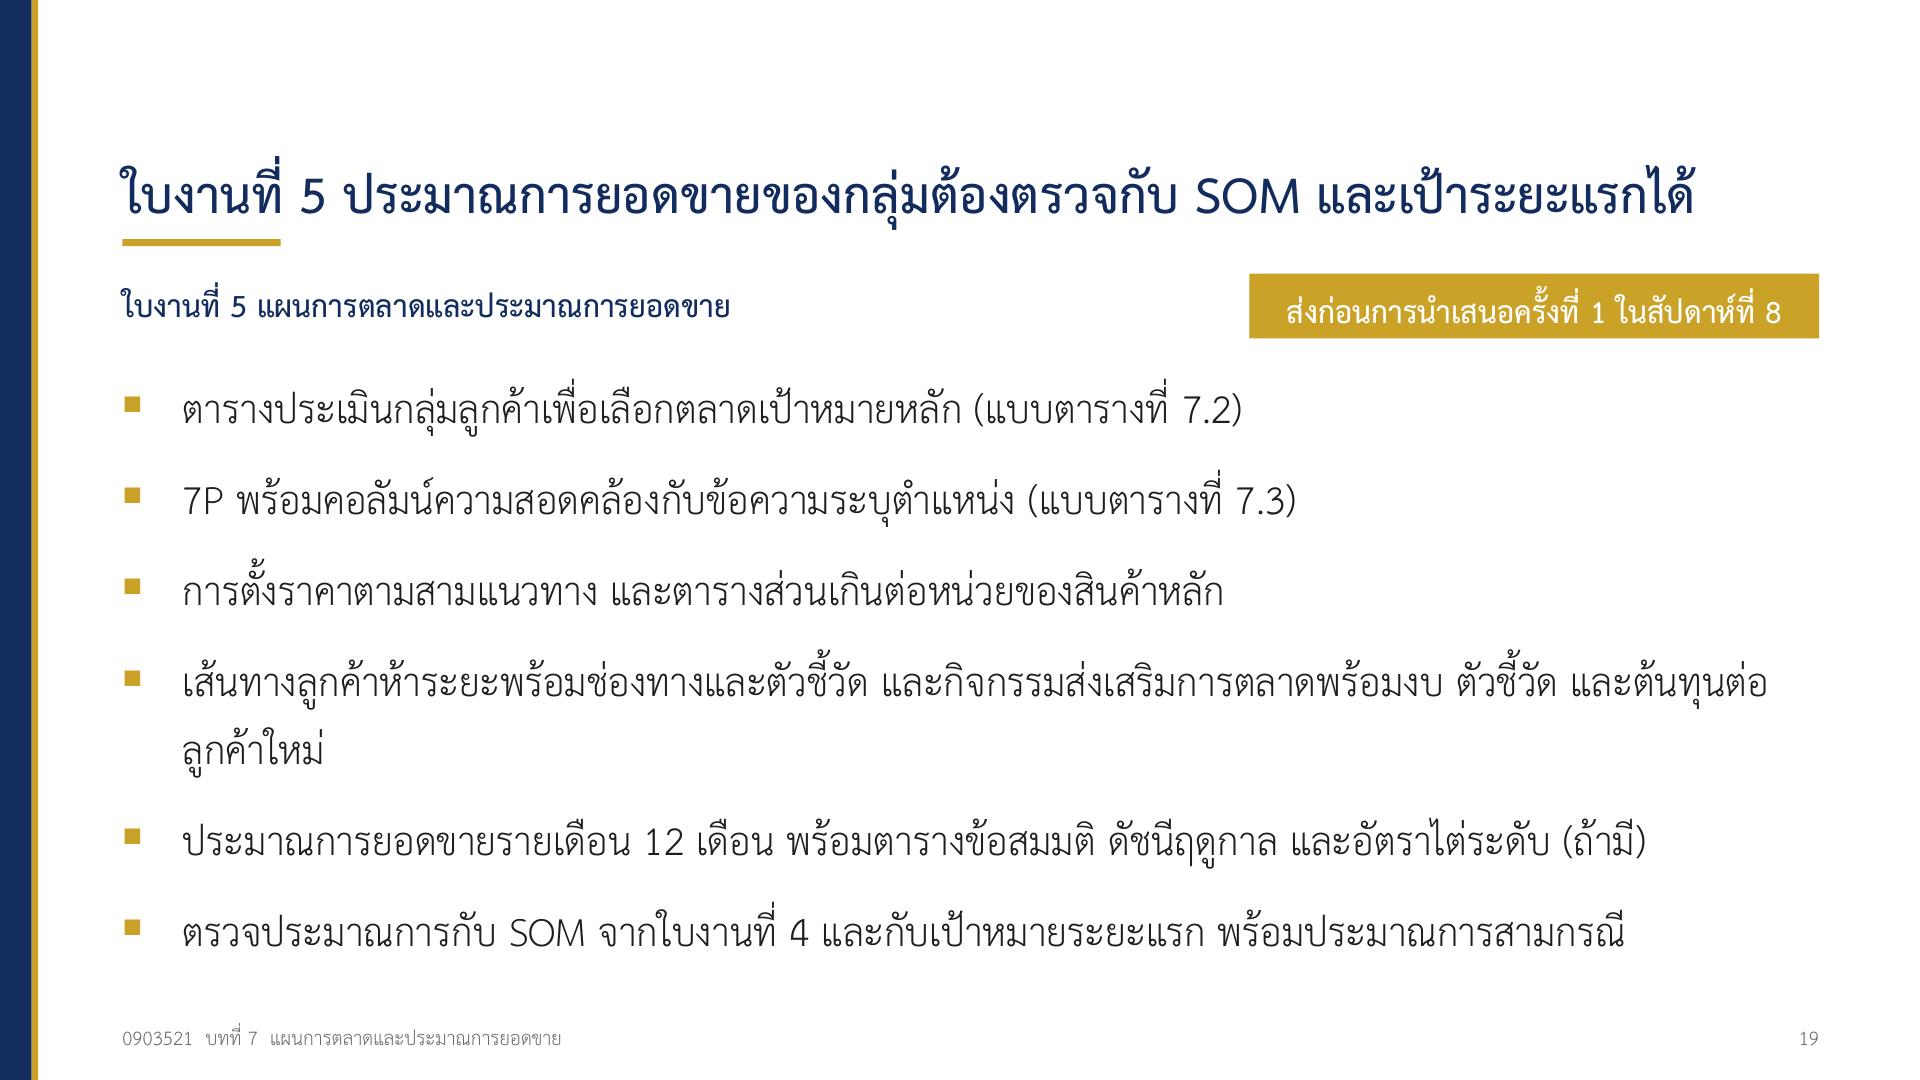 ใบงานที่ 5 ประมาณการยอดขายของกลุ่มต้องตรวจกับ SOM และเป้าระยะแรกได้
ใบงานที่ 5 แผนการตลาดและประมาณการยอดขาย
ส่งก่อนการนำเสนอครั้งที่ 1 ในสัปดาห์ที่ 8
ตารางประเมินกลุ่มลูกค้าเพื่อเลือกตลาดเป้าหมายหลัก (แบบตารางที่ 7.2)
7P พร้อมคอลัมน์ความสอดคล้องกับข้อความระบุตำแหน่ง (แบบตารางที่ 7.3)
การตั้งราคาตามสามแนวทาง และตารางส่วนเกินต่อหน่วยของสินค้าหลัก
เส้นทางลูกค้าห้าระยะพร้อมช่องทางและตัวชี้วัด และกิจกรรมส่งเสริมการตลาดพร้อมงบ ตัวชี้วัด และต้นทุนต่อ
ลูกค้าใหม่
ประมาณการยอดขายรายเดือน 12 เดือน พร้อมตารางข้อสมมติ ดัชนีฤดูกาล และอัตราไต่ระดับ (ถ้ามี)
ตรวจประมาณการกับ SOM จากใบงานที่ 4 และกับเป้าหมายระยะแรก พร้อมประมาณการสามกรณี
0903521 บทที่ 7 แผนการตลาดและประมาณการยอดขาย
19